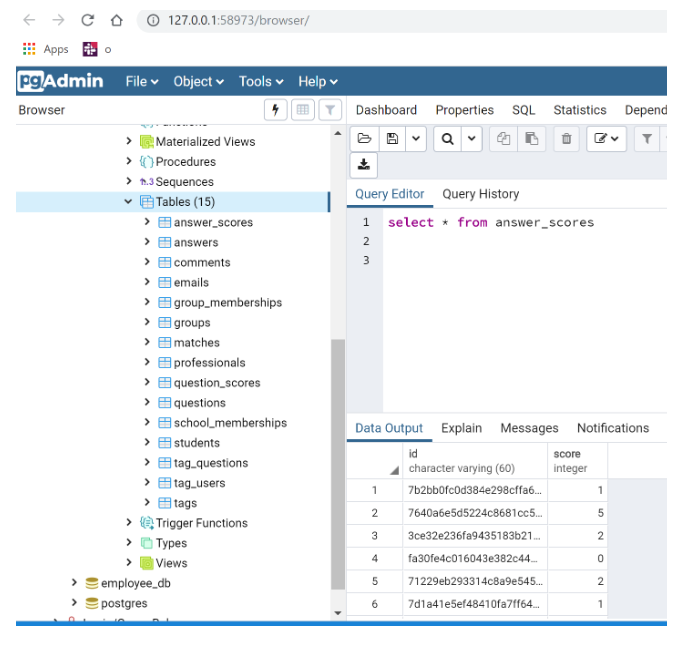 127.0.0.1:58973/browser/
Apps o
pgAdmin File Object Tools Help
Browser
Dashboard Properties SQL Statistics Depend
Materialized Views
Procedures
1..3 Sequences
Tables (15)
answer_scores
answers
comments
emails
group_memberships
groups
matches
professionals
question_scores
questions
school_memberships
students
tag_questions
tag_users
tags
Trigger Functions
Types
Views
employee_db
postgres
Query Editor Query History
1 select * from answer_scores
2
3
Data Output Explain Messages Notifications
id score
character varying (60) integer
1 7b2bb0fc0d384e298cffa6... 1
2 7640a6e5d5224c8681cc5... 5
3 3ce32e236fa9435183b21... 2
4 fa30fe4c016043e382c44... 0
5 71229eb293314c8a9e545... 2
6 7d1a41e5ef48410fa7ff64... 1